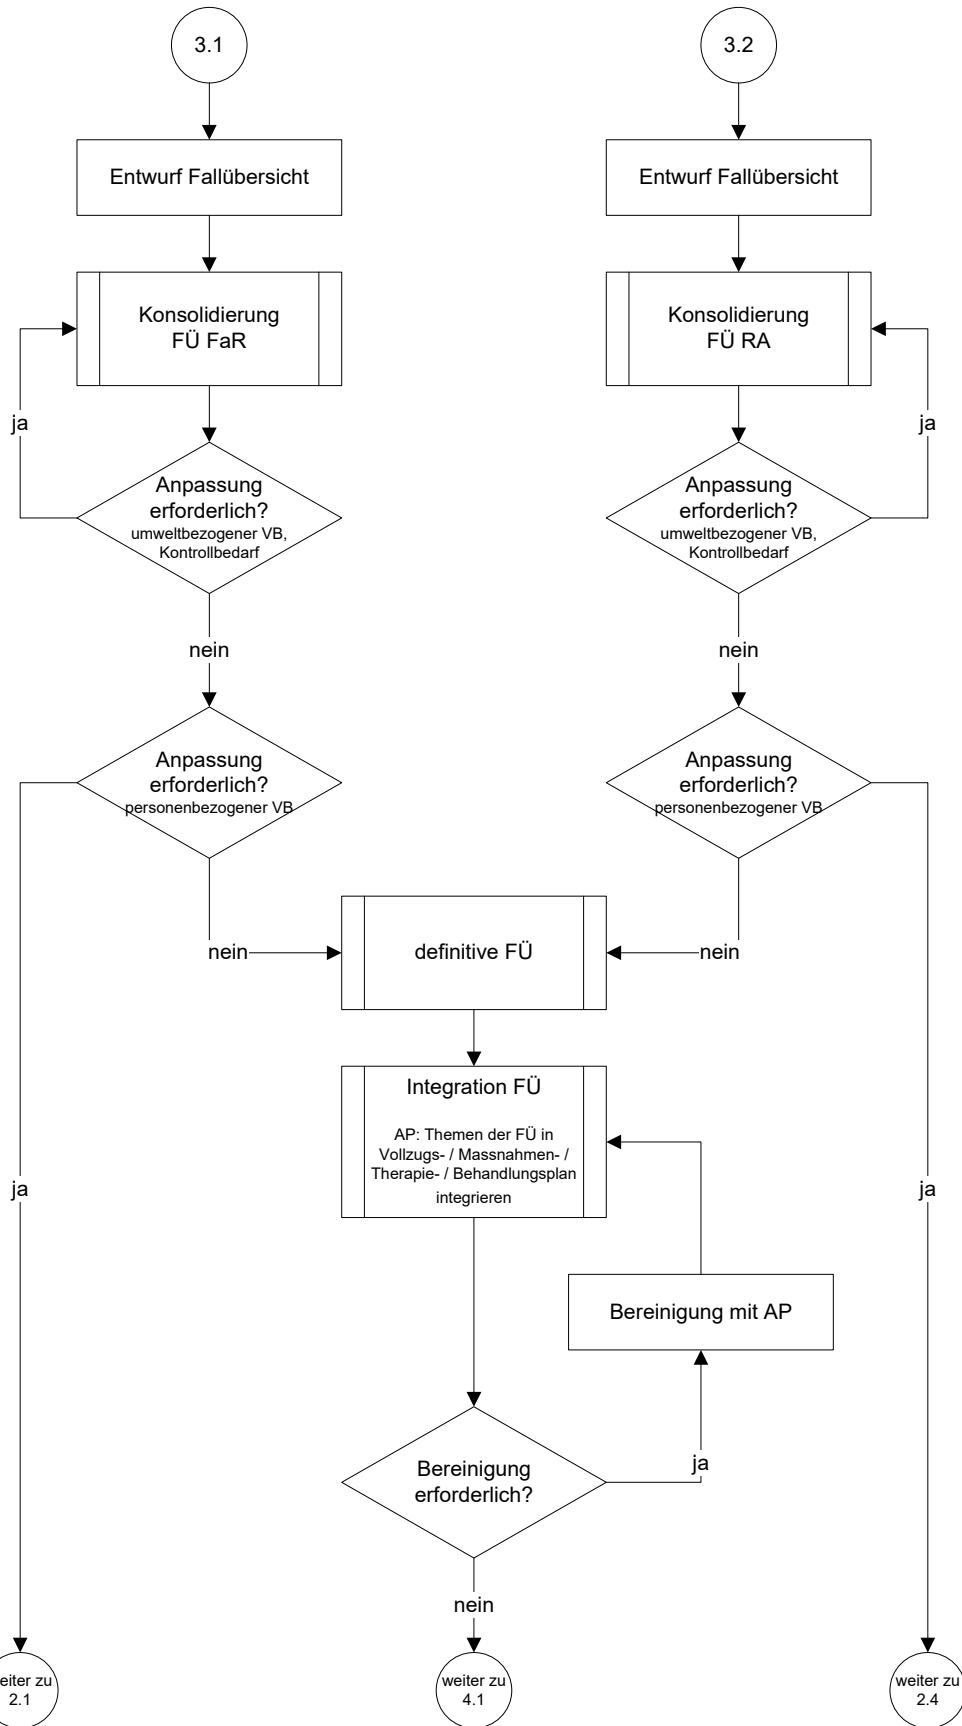 3.1
3.2
Entwurf Fallübersicht
Entwurf Fallübersicht
Konsolidierung
FÜ FaR
Konsolidierung
FÜ RA
ja
ja
Anpassung
erforderlich?
umweltbezogener VB,
Kontrollbedarf
Anpassung
erforderlich?
umweltbezogener VB,
Kontrollbedarf
nein
nein
Anpassung
erforderlich?
personenbezogener VB
Anpassung
erforderlich?
personenbezogener VB
nein
definitive FÜ
nein
Integration FÜ
AP: Themen der FÜ in
Vollzugs- / Massnahmen- /
Therapie- / Behandlungsplan
integrieren
ja
ja
Bereinigung mit AP
ja
Bereinigung
erforderlich?
nein
eiter zu
2.1
weiter zu
4.1
weiter zu
2.4